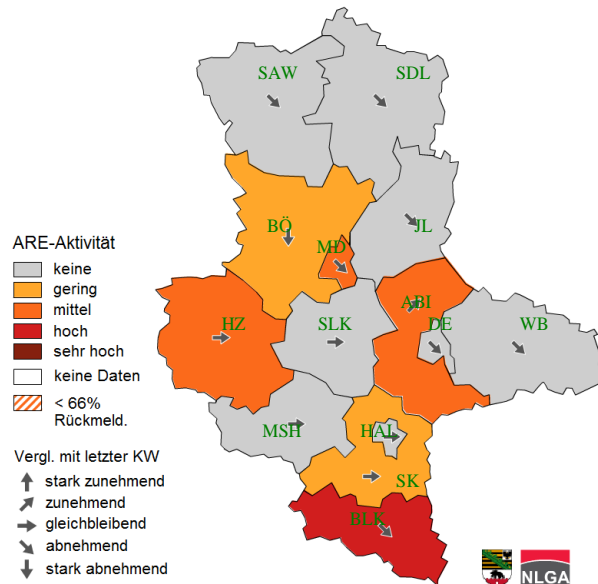 SAW
SDL
BÖ
MD
JL
ARE-Aktivität
keine
gering
mittel
hoch
sehr hoch
keine Daten
< 66%
Rückmeld.
HZ
SLK
ABI
DE
WB
MSH
HAL
SK
BLK
Vergl. mit letzter KW
stark zunehmend
zunehmend
gleichbleibend
abnehmend
stark abnehmend
NLGA